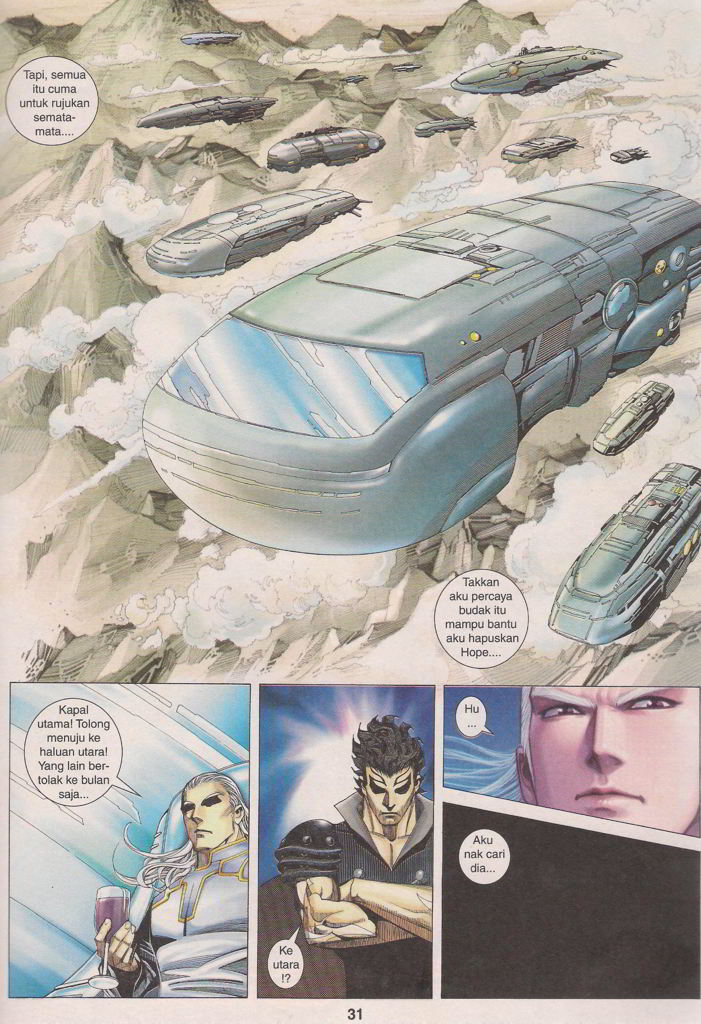 Tapi, semua
itu cuma
untuk rujukan
semata-
mata....
Takkan
aku percaya
budak itu
mampu bantu
aku hapuskan
Hope....
Kapal
utama! Tolong
menuju ke
haluan utara!
Yang lain ber-
tolak ke bulan
saja...
Ke
utara
!?
Hu
...
Aku
nak cari
dia...
31